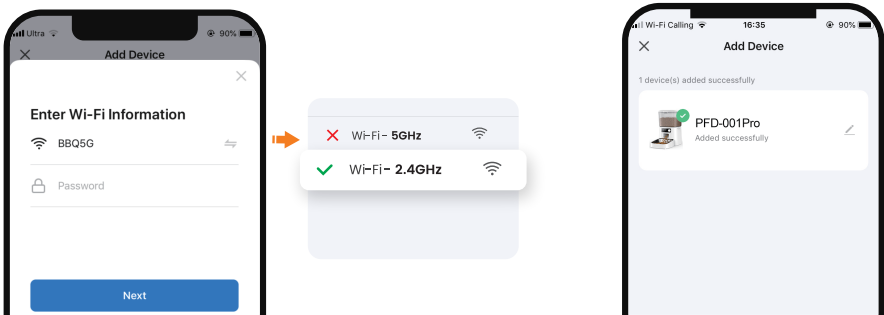 Ultra
90%
Add Device
Enter Wi-Fi Information
BBQ5G
Password
Next
Wi-Fi - 5GHz
Wi-Fi - 2.4GHz
Wi-Fi Calling
16:35
90%
Add Device
1 device(s) added successfully
PFD-001Pro
Added successfully